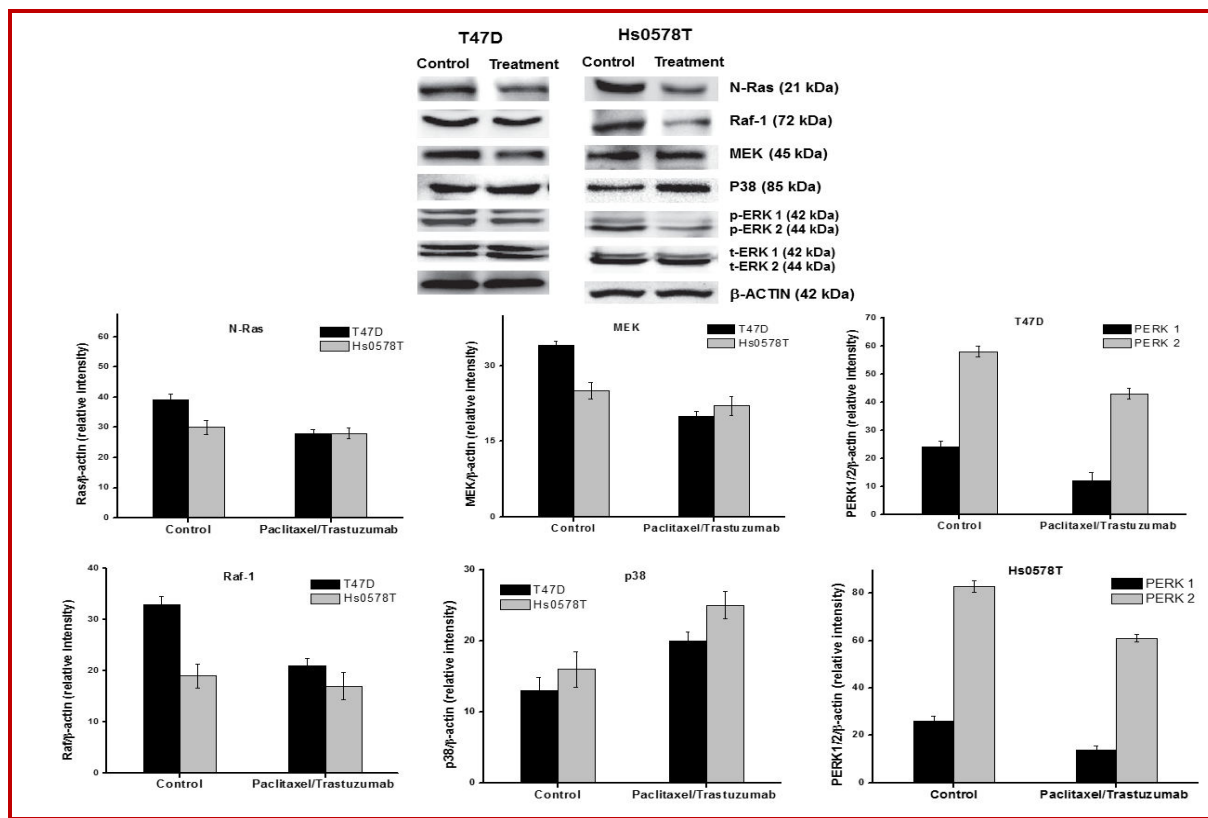 T47D
Hs0578T
Control Treatment
Control Treatment
N-Ras (21 kDa)
Raf-1 (72 kDa)
MEK (45 kDa)
P38 (85 kDa)
p-ERK 1 (42 kDa)
p-ERK 2 (44 kDa)
t-ERK 1 (42 kDa)
t-ERK 2 (44 kDa)
β-ACTIN (42 kDa)
N-Ras
T47D
Hs0578T
Ras/β-actin (relative Intensity)
60
50
40
30
20
10
0
Control
Paclitaxel/Trastuzumab
MEK
T47D
Hs0578T
MEK/β-actin (relative Intensity)
30
15
0
Control
Paclitaxel/Trastuzumab
T47D
PERK 1
PERK 2
PERK1/2/β-actin (relative intensity)
70
60
50
40
30
20
10
0
Control
Paclitaxel/Trastuzumab
Raf-1
T47D
Hs0578T
Raf/β-actin (relative Intensity)
40
30
20
10
0
Control
Paclitaxel/Trastuzumab
p38
T47D
Hs0578T
p38/β-actin (relative intensity)
30
20
10
0
Control
Paclitaxel/Trastuzumab
Hs0578T
PERK 1
PERK 2
PERK1/2/β-actin (relative intensity)
80
60
40
20
0
Control
Paclitaxel/Trastuzumab